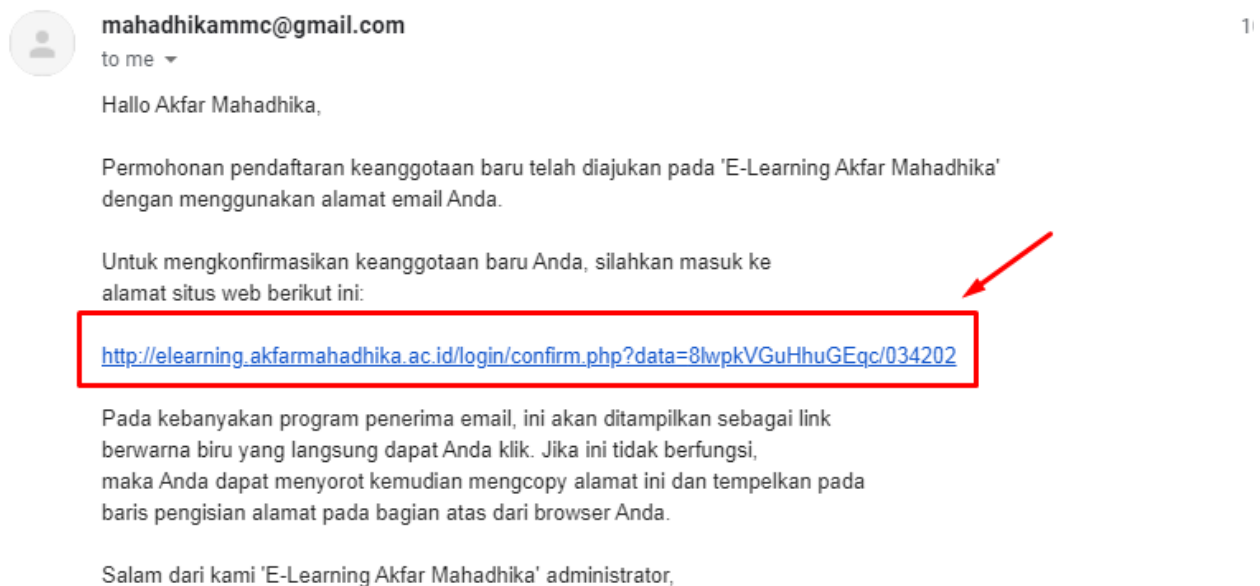 mahadhikammc@gmail.com
to me
Hallo Akfar Mahadhika,
Permohonan pendaftaran keanggotaan baru telah diajukan pada 'E-Learning Akfar Mahadhika'
dengan menggunakan alamat email Anda.
Untuk mengkonfirmasikan keanggotaan baru Anda, silahkan masuk ke
alamat situs web berikut ini:
http://elearning.akfarmahadhika.ac.id/login/confirm.php?data=8lwpkVGuHhuGEqc/034202
Pada kebanyakan program penerima email, ini akan ditampilkan sebagai link
berwarna biru yang langsung dapat Anda klik. Jika ini tidak berfungsi,
maka Anda dapat menyorot kemudian mengcopy alamat ini dan tempelkan pada
baris pengisian alamat pada bagian atas dari browser Anda.
Salam dari kami 'E-Learning Akfar Mahadhika' administrator,